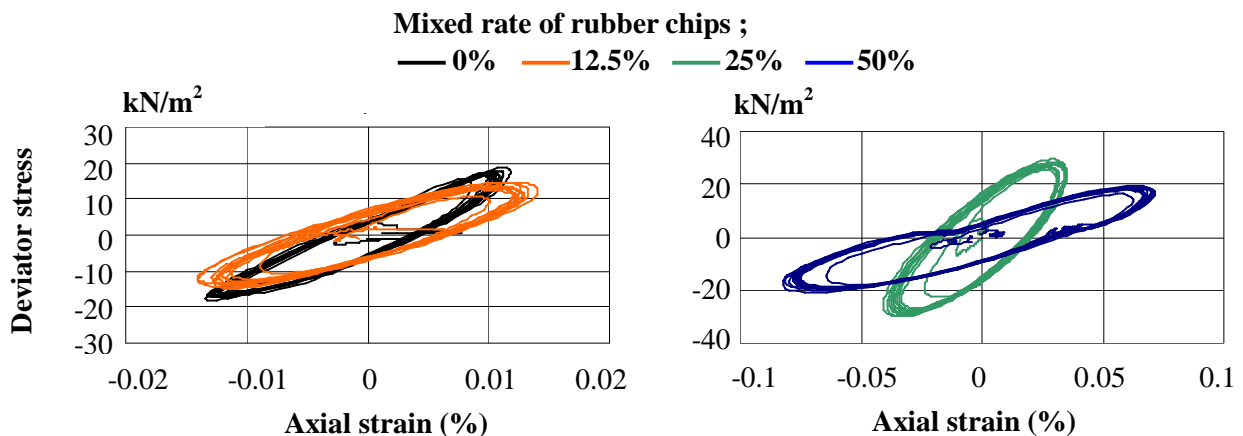 Mixed rate of rubber chips ;
0% 12.5% 25% 50%
kN/m²
30
20
10
0
-10
-20
-30
Deviator stress
-0.02 -0.01 0 0.01 0.02
Axial strain (%)
kN/m²
40
20
0
-20
-40
-0.1 -0.05 0 0.05 0.1
Axial strain (%)